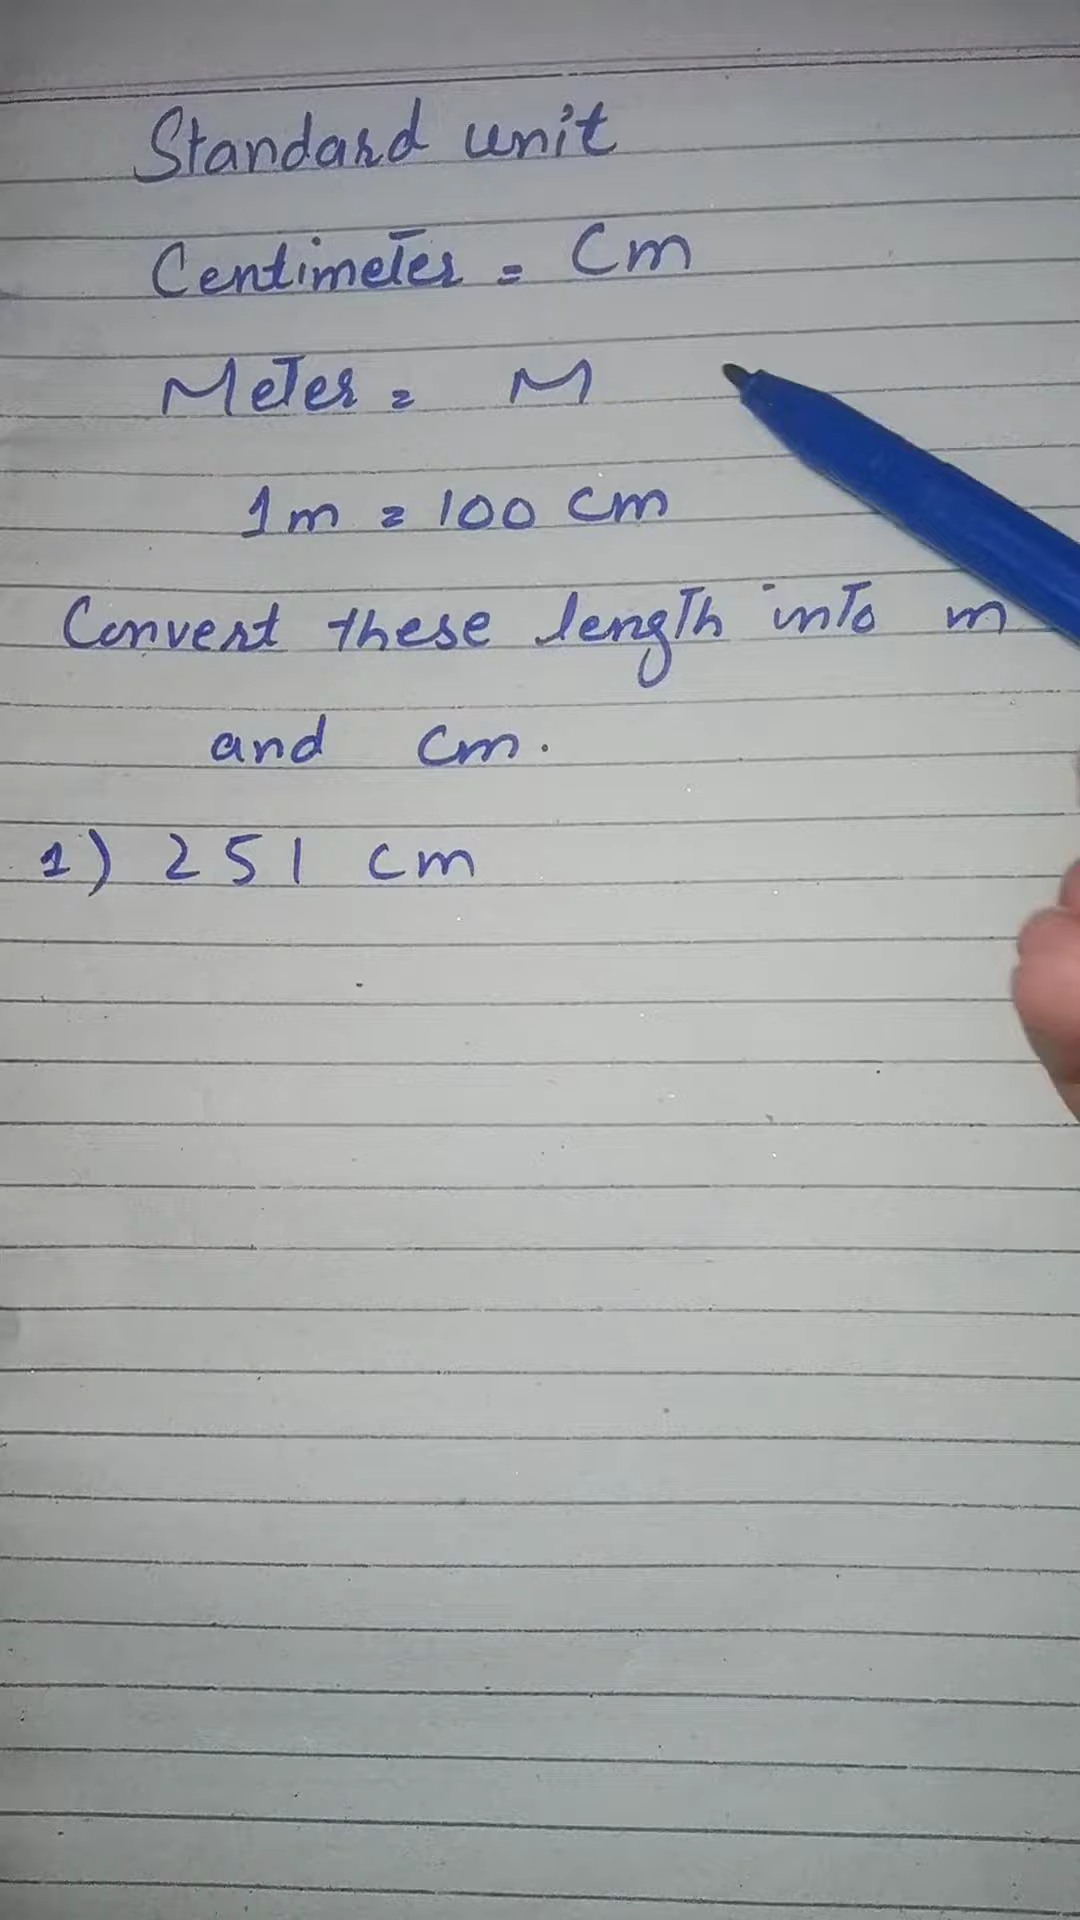 Standard unit
Centimeter = Cm
Meter = M
1m = 100 cm
Convert these length into m
and cm.
1) 251 cm